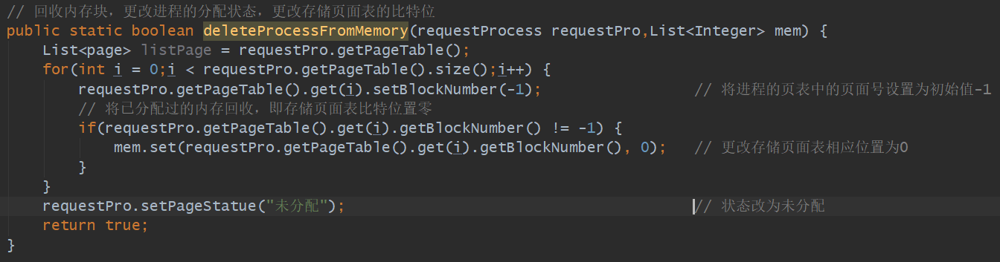 // 回收内存块，更改进程的分配状态，更改存储页面表的比特位
public static boolean deleteProcessFromMemory(requestProcess requestPro,List<Integer> mem) {
List<page> listPage = requestPro.getPageTable();
for(int i = 0;i < requestPro.getPageTable().size();i++) {
requestPro.getPageTable().get(i).setBlockNumber(-1); // 将进程的页表中的页面号设置为初始值-1
// 将已分配过的内存回收，即存储页面表比特位置零
if(requestPro.getPageTable().get(i).getBlockNumber() != -1) {
mem.set(requestPro.getPageTable().get(i).getBlockNumber(), 0); // 更改存储页面表相应位置为0
}
}
requestPro.setPageStatue("未分配"); // 状态改为未分配
return true;
}